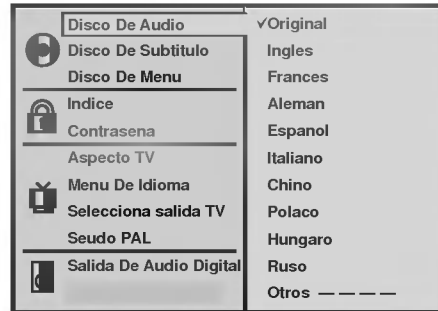 Disco De Audio
Disco De Subtitulo
Disco De Menu
Indice
Contrasena
Aspecto TV
Menu De Idioma
Selecciona salida TV
Seudo PAL
Salida De Audio Digital
✓Original
Ingles
Frances
Aleman
Espanol
Italiano
Chino
Polaco
Hungaro
Ruso
Otros — — — —